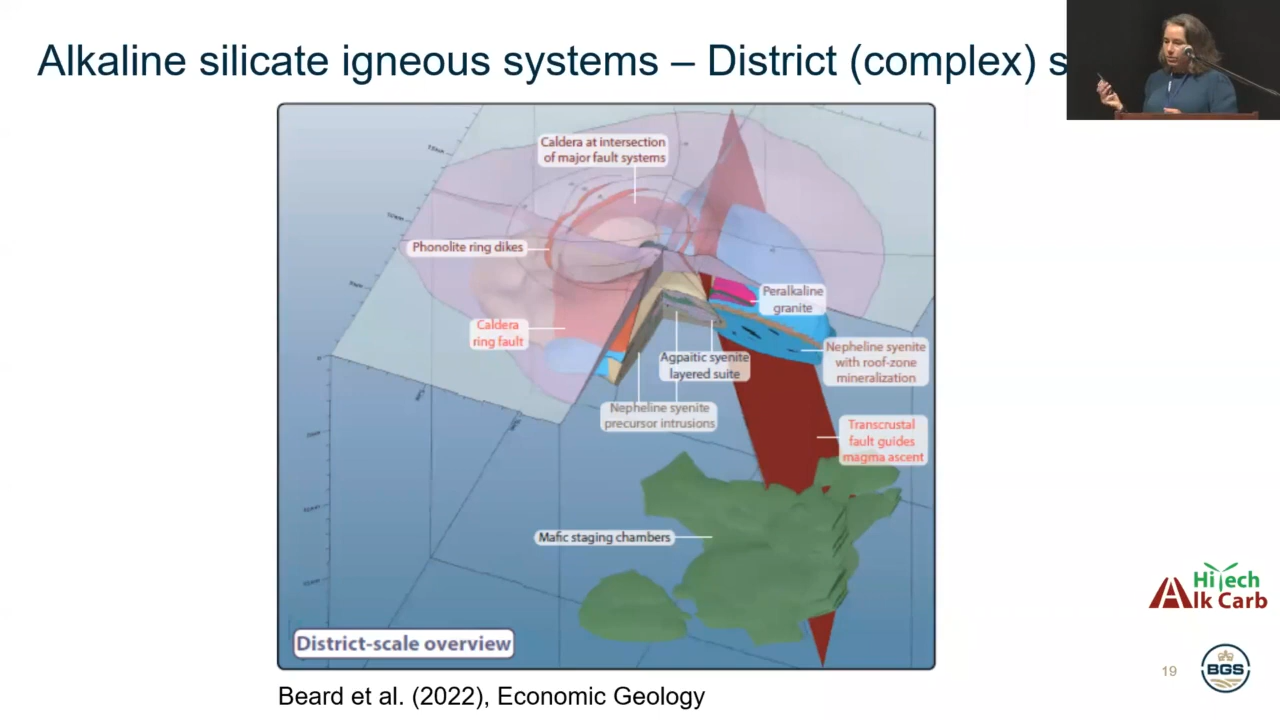 Alkaline silicate igneous systems – District (complex) s
Caldera at intersection
of major fault systems
Phonolite ring dikes
Peralkaline
granite
Caldera
ring fault
Agpaitic syenite
layered suite
Nepheline syenite
with roof-zone
mineralization
Nepheline syenite
precursor intrusions
Transcrustal
fault guides
magma ascent
Mafic staging chambers
District-scale overview
Beard et al. (2022), Economic Geology
HiTech
Alk Carb
19
BGS